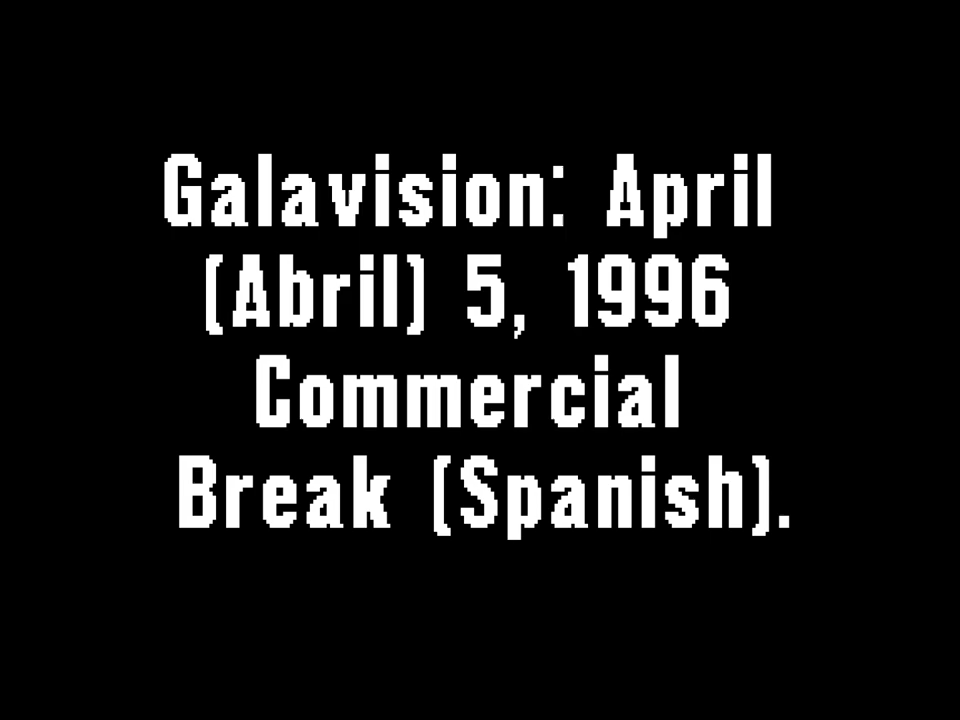 Galavision: April
(Abril) 5, 1996
Commercial
Break (Spanish).